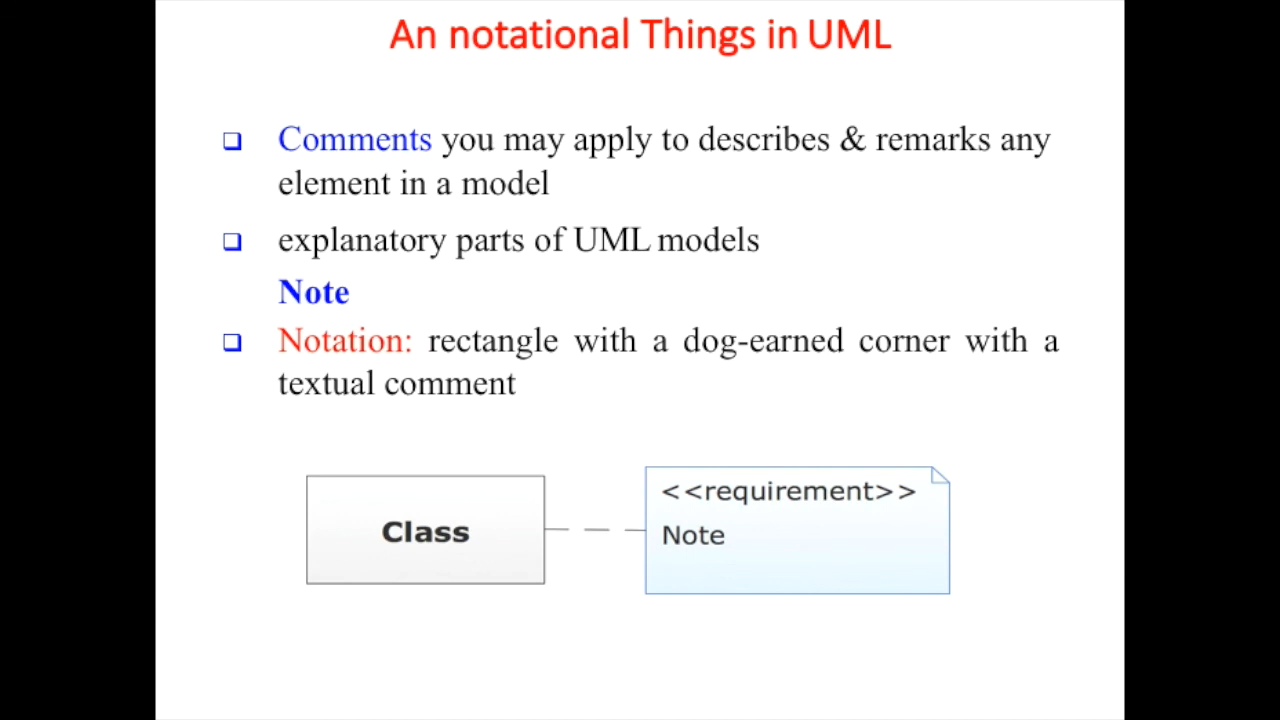 An notational Things in UML
Comments you may apply to describes & remarks any
element in a model
explanatory parts of UML models
Note
Notation: rectangle with a dog-earned corner with a
textual comment
Class
<<requirement>>
Note